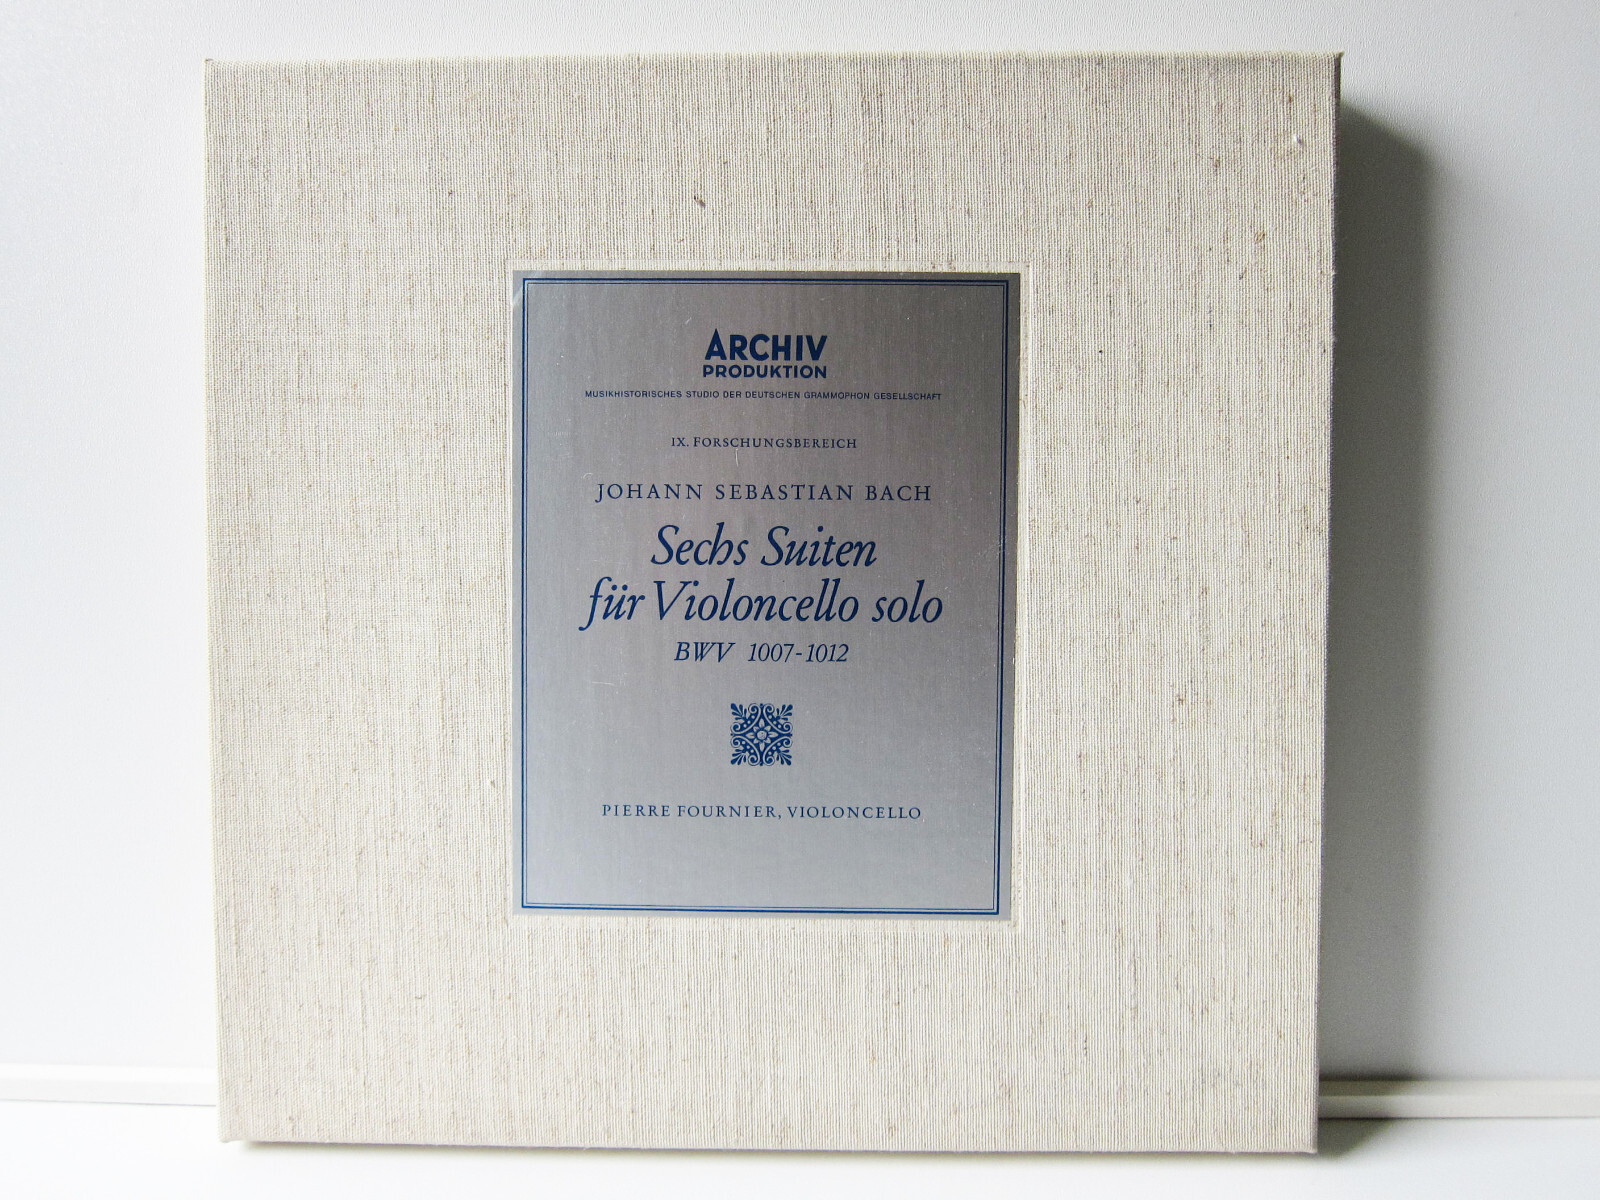 ARCHIV
PRODUKTION
MUSIKHISTORISCHES STUDIO DER DEUTSCHEN GRAMMOPHON GESELLSCHAFT
IX. FORSCHUNGSBEREICH
JOHANN SEBASTIAN BACH
Sechs Suiten
für Violoncello solo
BWV 1007-1012
PIERRE FOURNIER, VIOLONCELLO